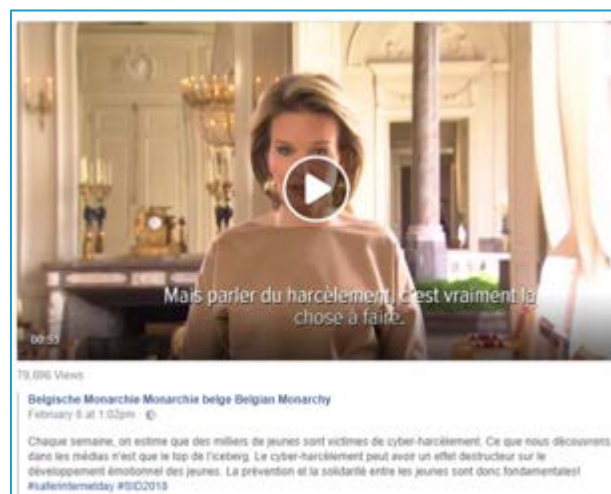 Mais parler du harcèlement, c'est vraiment la
chose à faire.
00:53
79,686 Views
Belgische Monarchie Monarchie belge Belgian Monarchy
February 6 at 1:02pm ·
Chaque semaine, on estime que des milliers de jeunes sont victimes de cyber-harcèlement. Ce que nous découvrons
dans les médias n'est que le top de l'iceberg. Le cyber-harcèlement peut avoir un effet destructeur sur le
développement émotionnel des jeunes. La prévention et la solidarité entre les jeunes sont donc fondamentales!
#saferinternetday #SID2018